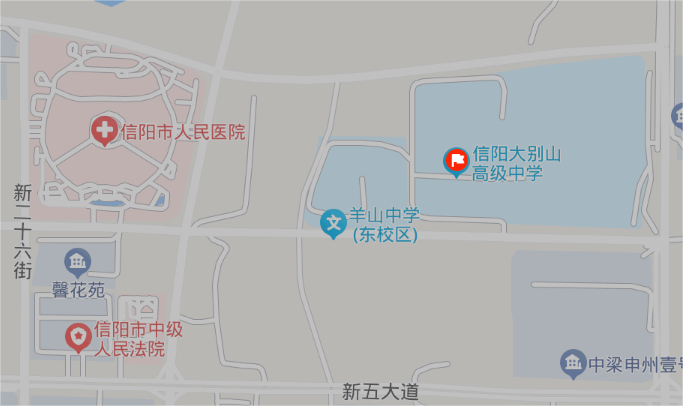 信阳市人民医院
信阳大别山
高级中学
新二十六街
羊山中学
(东校区)
馨花苑
信阳市中级
人民法院
中梁申州壹号
新五大道